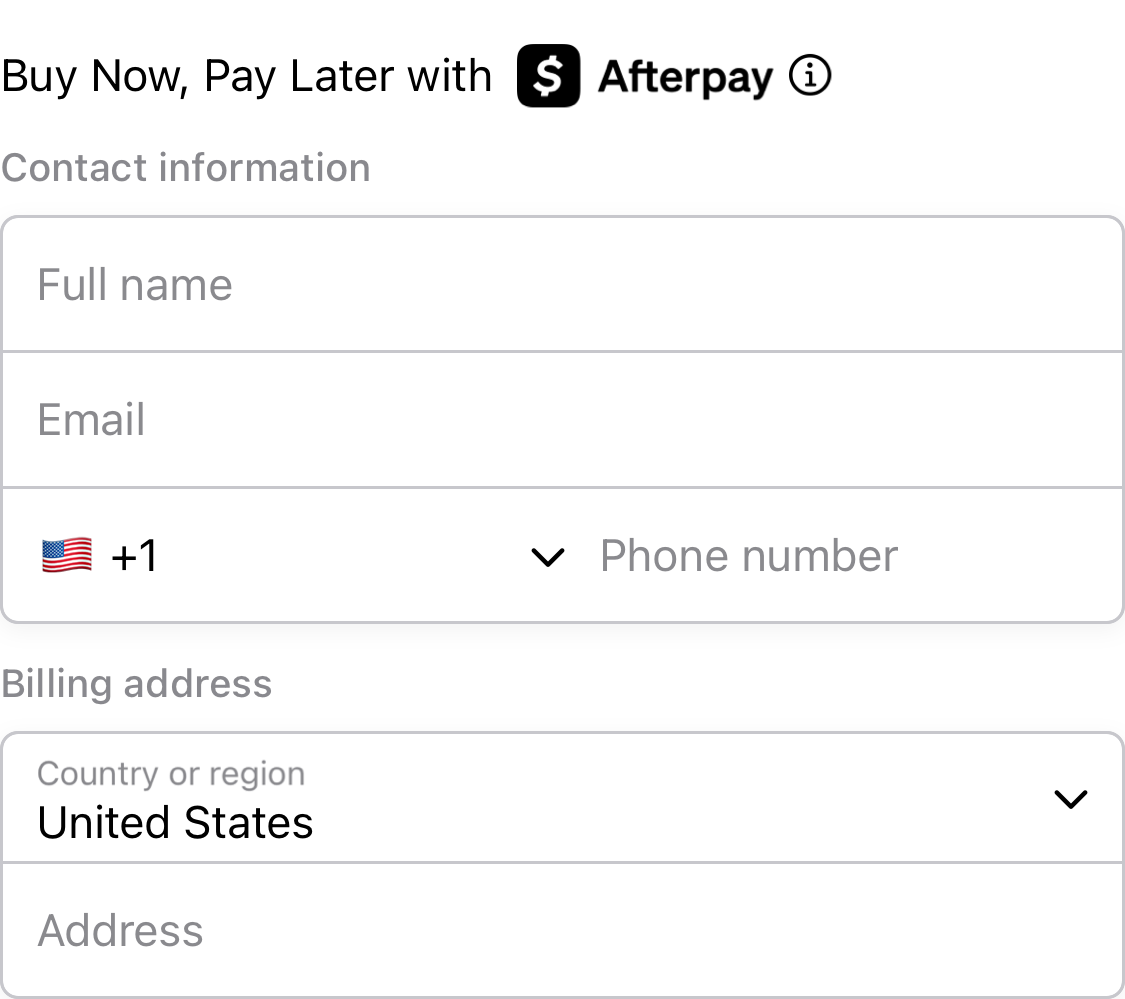 Buy Now, Pay Later with $ Afterpay
Contact information
Full name
Email
+1 Phone number
Billing address
Country or region
United States
Address